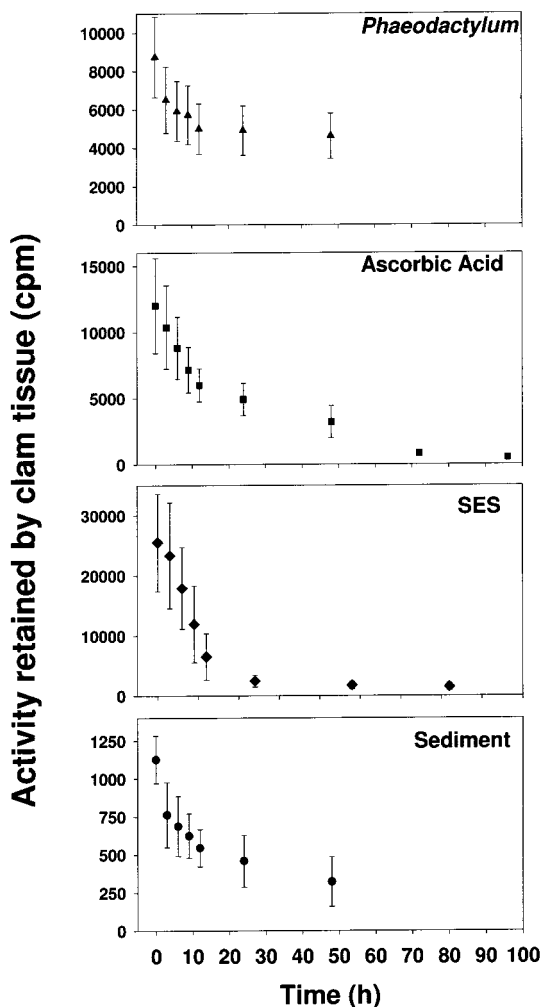 Activity retained by clam tissue (cpm)
Phaeodactylum
10000
8000
6000
4000
2000
0
Ascorbic Acid
15000
10000
5000
0
SES
30000
20000
10000
0
Sediment
1250
1000
750
500
250
0
0 10 20 30 40 50 60 70 80 90 100
Time (h)